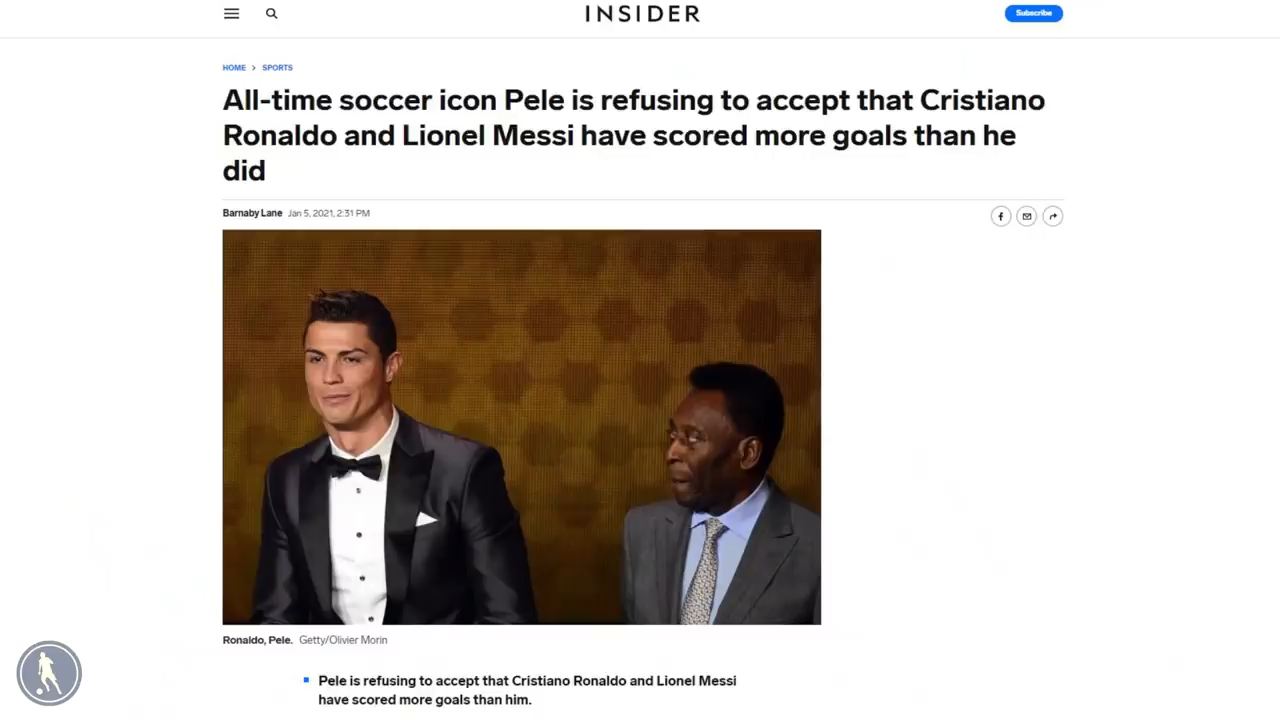 INSIDER
Subscribe
HOME > SPORTS
All-time soccer icon Pele is refusing to accept that Cristiano
Ronaldo and Lionel Messi have scored more goals than he
did
Barnaby Lane Jan 5, 2021, 2:31 PM
Ronaldo, Pele. Getty/Olivier Morin
Pele is refusing to accept that Cristiano Ronaldo and Lionel Messi
have scored more goals than him.